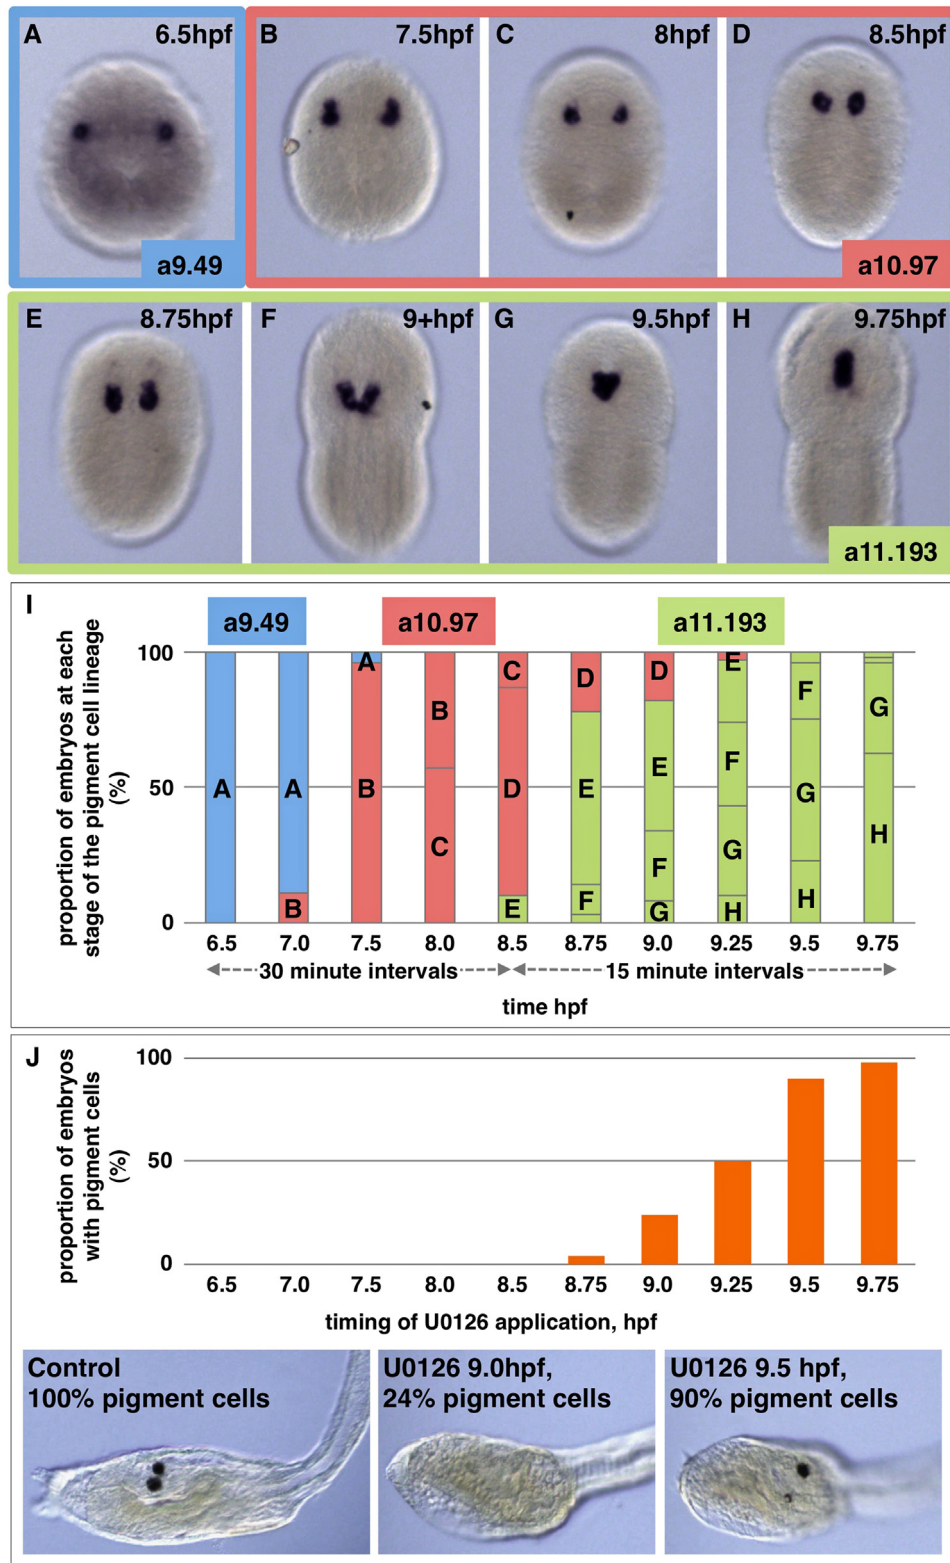 A 6.5hpf
B 7.5hpf
C 8hpf
D 8.5hpf
a9.49
a10.97
E 8.75hpf
F 9+hpf
G 9.5hpf
H 9.75hpf
a11.193
I
a9.49
a10.97
a11.193
proportion of embryos at each
stage of the pigment cell lineage
(%)
100
50
0
A
A
B
A
B
B
C
C
D
E
D
E
F
D
E
F
G
E
F
G
H
F
G
H
G
H
6.5 7.0 7.5 8.0 8.5 8.75 9.0 9.25 9.5 9.75
30 minute intervals
15 minute intervals
time hpf
J
proportion of embryos
with pigment cells
(%)
100
50
0
6.5 7.0 7.5 8.0 8.5 8.75 9.0 9.25 9.5 9.75
timing of U0126 application, hpf
Control
100% pigment cells
U0126 9.0hpf,
24% pigment cells
U0126 9.5 hpf,
90% pigment cells